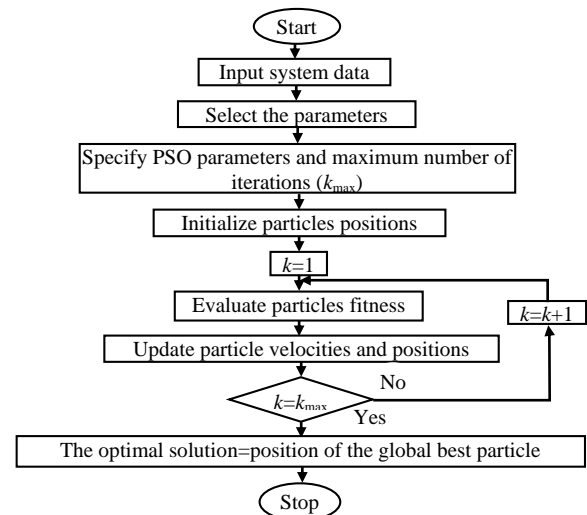 Start
Input system data
Select the parameters
Specify PSO parameters and maximum number of
iterations (kmax)
Initialize particles positions
k=1
Evaluate particles fitness
k=k+1
Update particle velocities and positions
No
k=kmax
Yes
The optimal solution=position of the global best particle
Stop